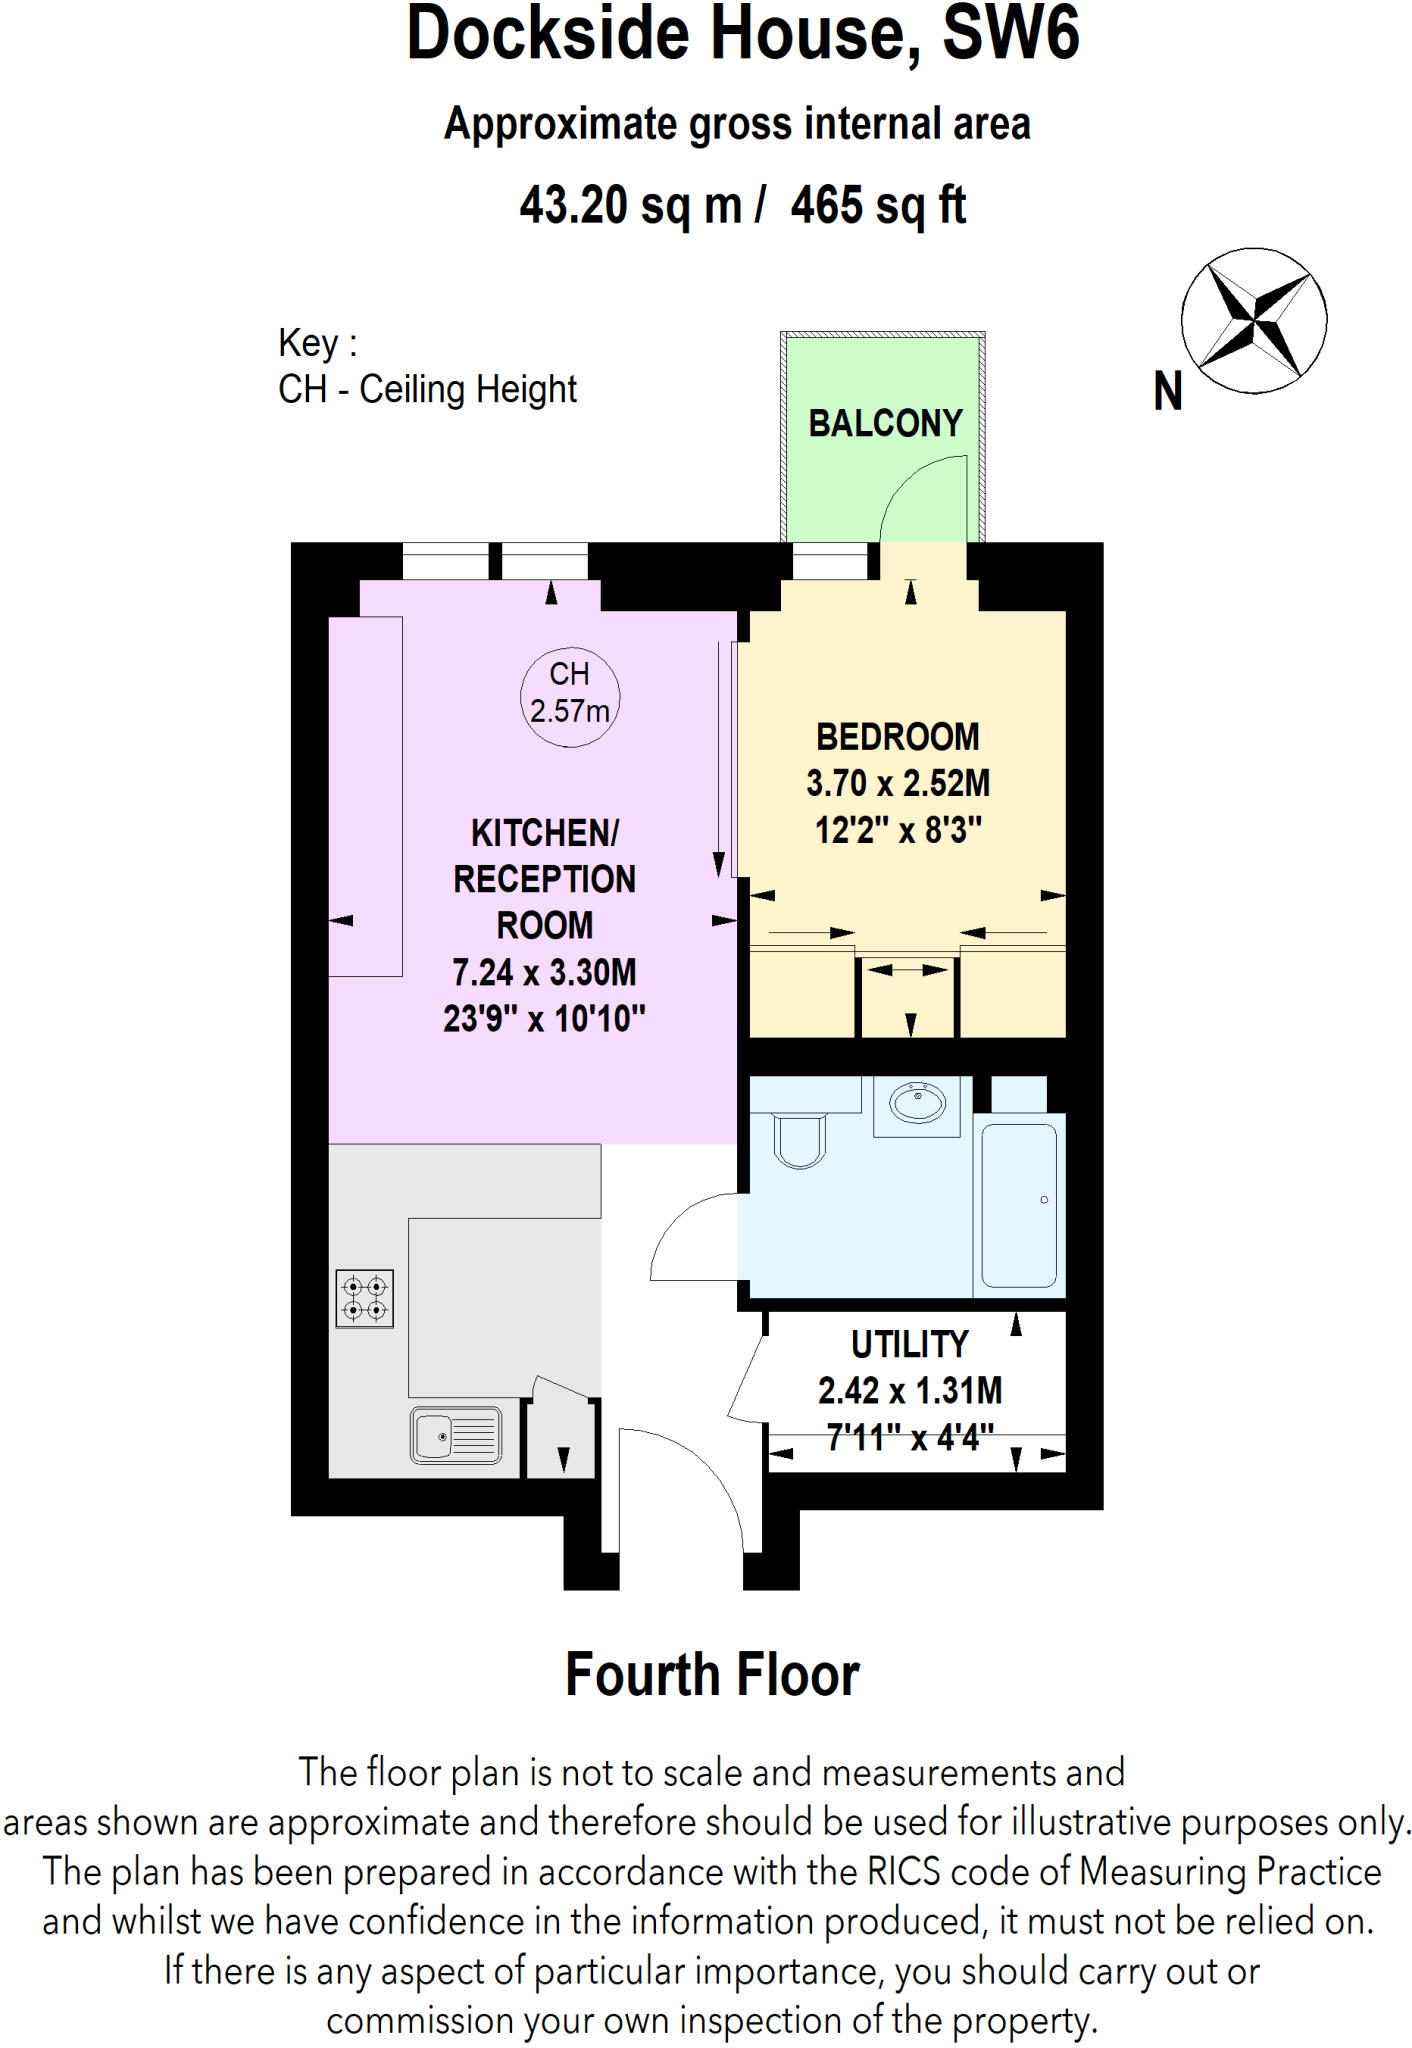 Dockside House, SW6
Approximate gross internal area
43.20 sq m /  465 sq ft
Key :
CH - Ceiling Height
N
BALCONY
CH
2.57m
BEDROOM
3.70 x 2.52M
12'2" x 8'3"
KITCHEN/
RECEPTION
ROOM
7.24 x 3.30M
23'9" x 10'10"
UTILITY
2.42 x 1.31M
7'11" x 4'4"
Fourth Floor
The floor plan is not to scale and measurements and
areas shown are approximate and therefore should be used for illustrative purposes only.
The plan has been prepared in accordance with the RICS code of Measuring Practice
and whilst we have confidence in the information produced, it must not be relied on.
If there is any aspect of particular importance, you should carry out or
commission your own inspection of the property.